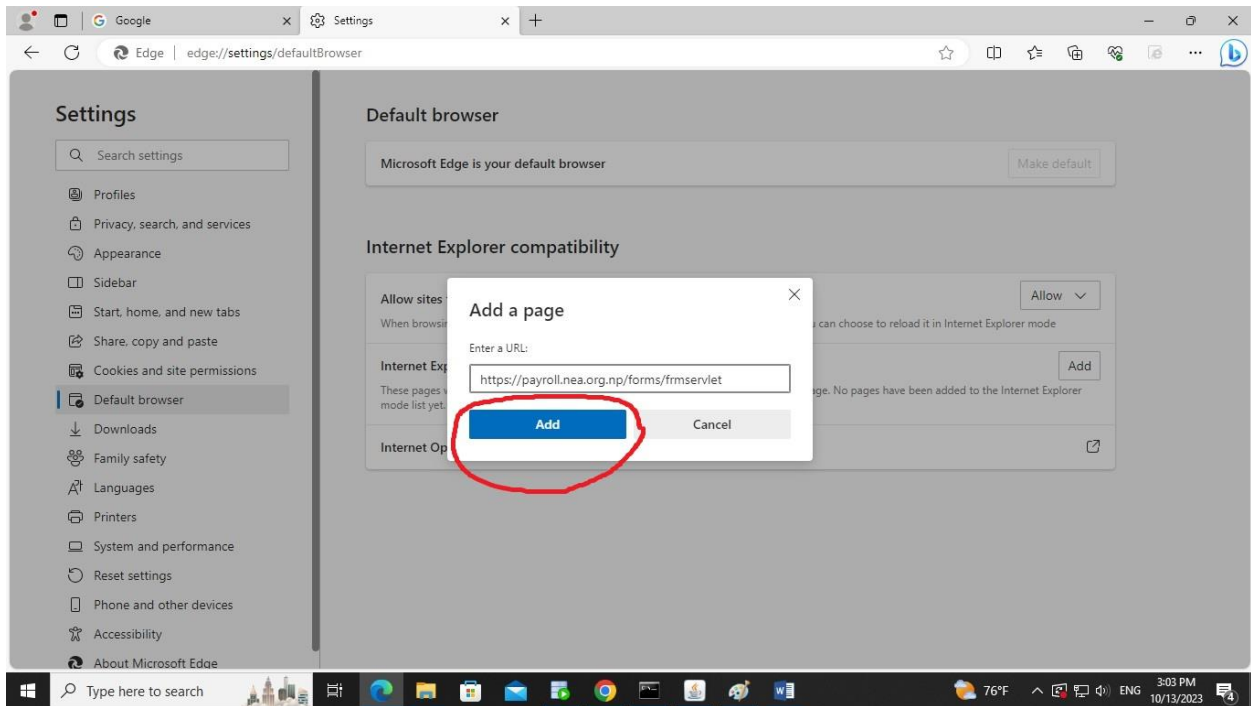 Google
Settings
Edge | edge://settings/defaultBrowser
Settings
Search settings
Profiles
Privacy, search, and services
Appearance
Sidebar
Start, home, and new tabs
Share, copy and paste
Cookies and site permissions
Default browser
Downloads
Family safety
Languages
Printers
System and performance
Reset settings
Phone and other devices
Accessibility
About Microsoft Edge
Default browser
Microsoft Edge is your default browser
Make default
Internet Explorer compatibility
Allow sites
Allow
When browsin
u can choose to reload it in Internet Explorer mode
Internet Exp
Add
These pages w
age. No pages have been added to the Internet Explorer
mode list yet.
Internet Op
Add a page
Enter a URL:
https://payroll.nea.org.np/forms/frmservlet
Add
Cancel
Type here to search
76°F
ENG
3:03 PM
10/13/2023
4